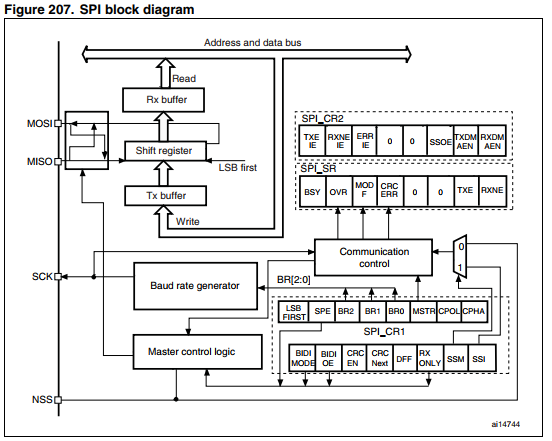 Figure 207. SPI block diagram
Address and data bus
Read
Rx buffer
MOSI
MISO
Shift register
LSB first
Tx buffer
Write
SPI_CR2
TXE IE
RXNE IE
ERR IE
0
0
SSOE
TXDM AEN
RXDM AEN
SPI_SR
BSY
OVR
MOD F
CRC ERR
0
0
TXE
RXNE
Communication control
0
1
SCK
Baud rate generator
BR[2:0]
LSB FIRST
SPE
BR2
BR1
BR0
MSTR
CPOL
CPHA
SPI_CR1
Master control logic
BIDI MODE
BIDI OE
CRC EN
CRC Next
DFF
RX ONLY
SSM
SSI
NSS
ai14744